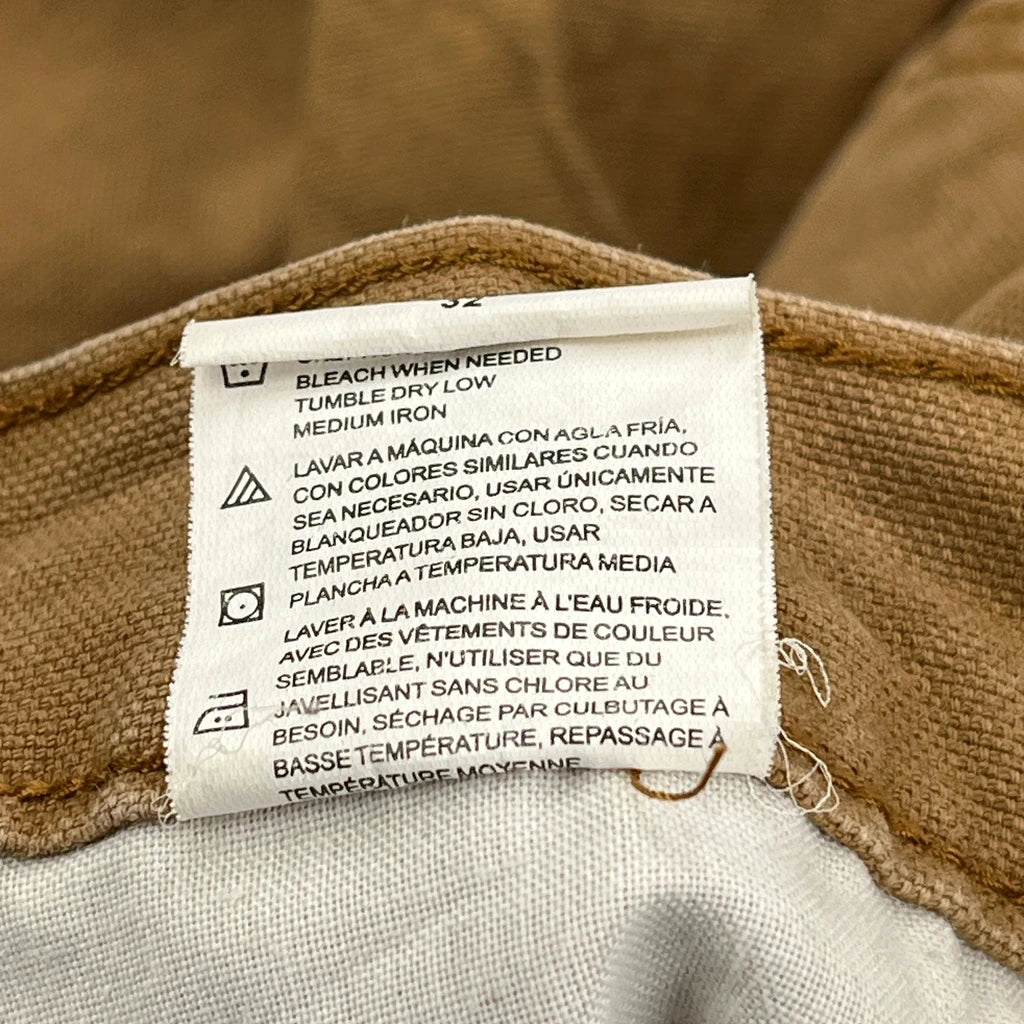 32
BLEACH WHEN NEEDED
TUMBLE DRY LOW
MEDIUM IRON
LAVAR A MÁQUINA CON AGUA FRÍA,
CON COLORES SIMILARES CUANDO
SEA NECESARIO, USAR ÚNICAMENTE
BLANQUEADOR SIN CLORO, SECAR A
TEMPERATURA BAJA, USAR
PLANCHA A TEMPERATURA MEDIA
LAVER À LA MACHINE À L'EAU FROIDE,
AVEC DES VÊTEMENTS DE COULEUR
SEMBLABLE, N'UTILISER QUE DU
JAVELLISANT SANS CHLORE AU
BESOIN, SÉCHAGE PAR CULBUTAGE À
BASSE TEMPÉRATURE, REPASSAGE À
TEMPÉRATURE MOYENNE